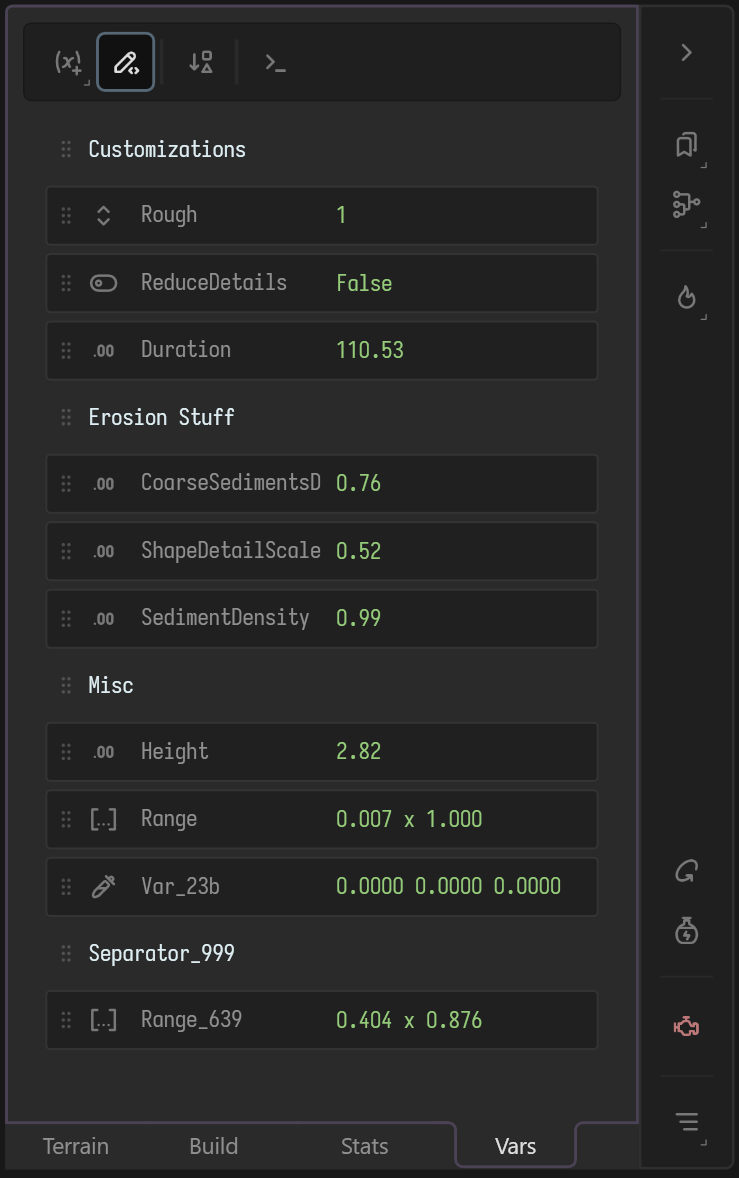 (x)+
Customizations
Rough 1
ReduceDetails False
.00 Duration 110.53
Erosion Stuff
.00 CoarseSedimentsD 0.76
.00 ShapeDetailScale 0.52
.00 SedimentDensity 0.99
Misc
.00 Height 2.82
[...] Range 0.007 x 1.000
Var_23b 0.0000 0.0000 0.0000
Separator_999
[...] Range_639 0.404 x 0.876
Terrain Build Stats Vars